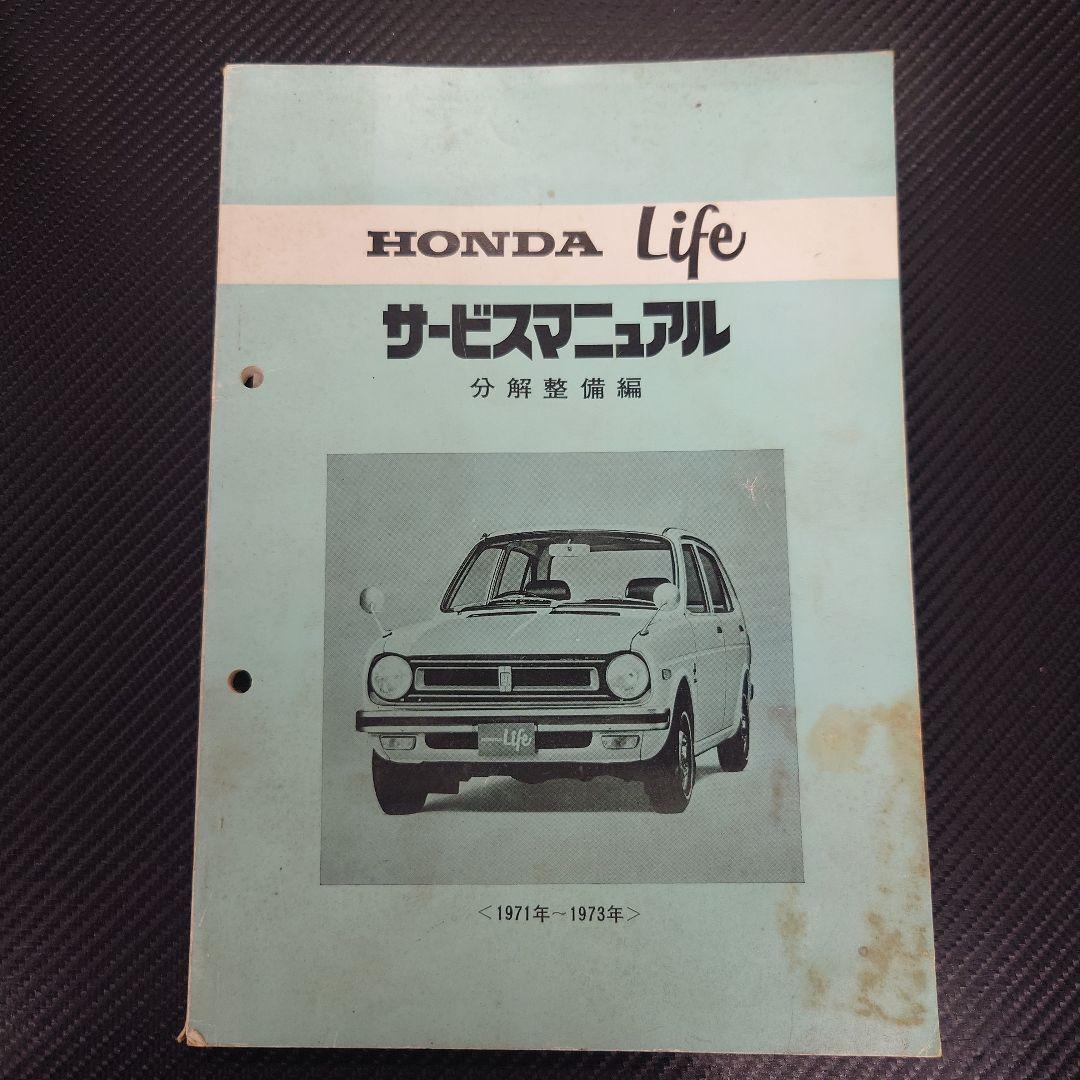 HONDA Life
サービスマニュアル
分解整備編
Life
<1971年~1973年>